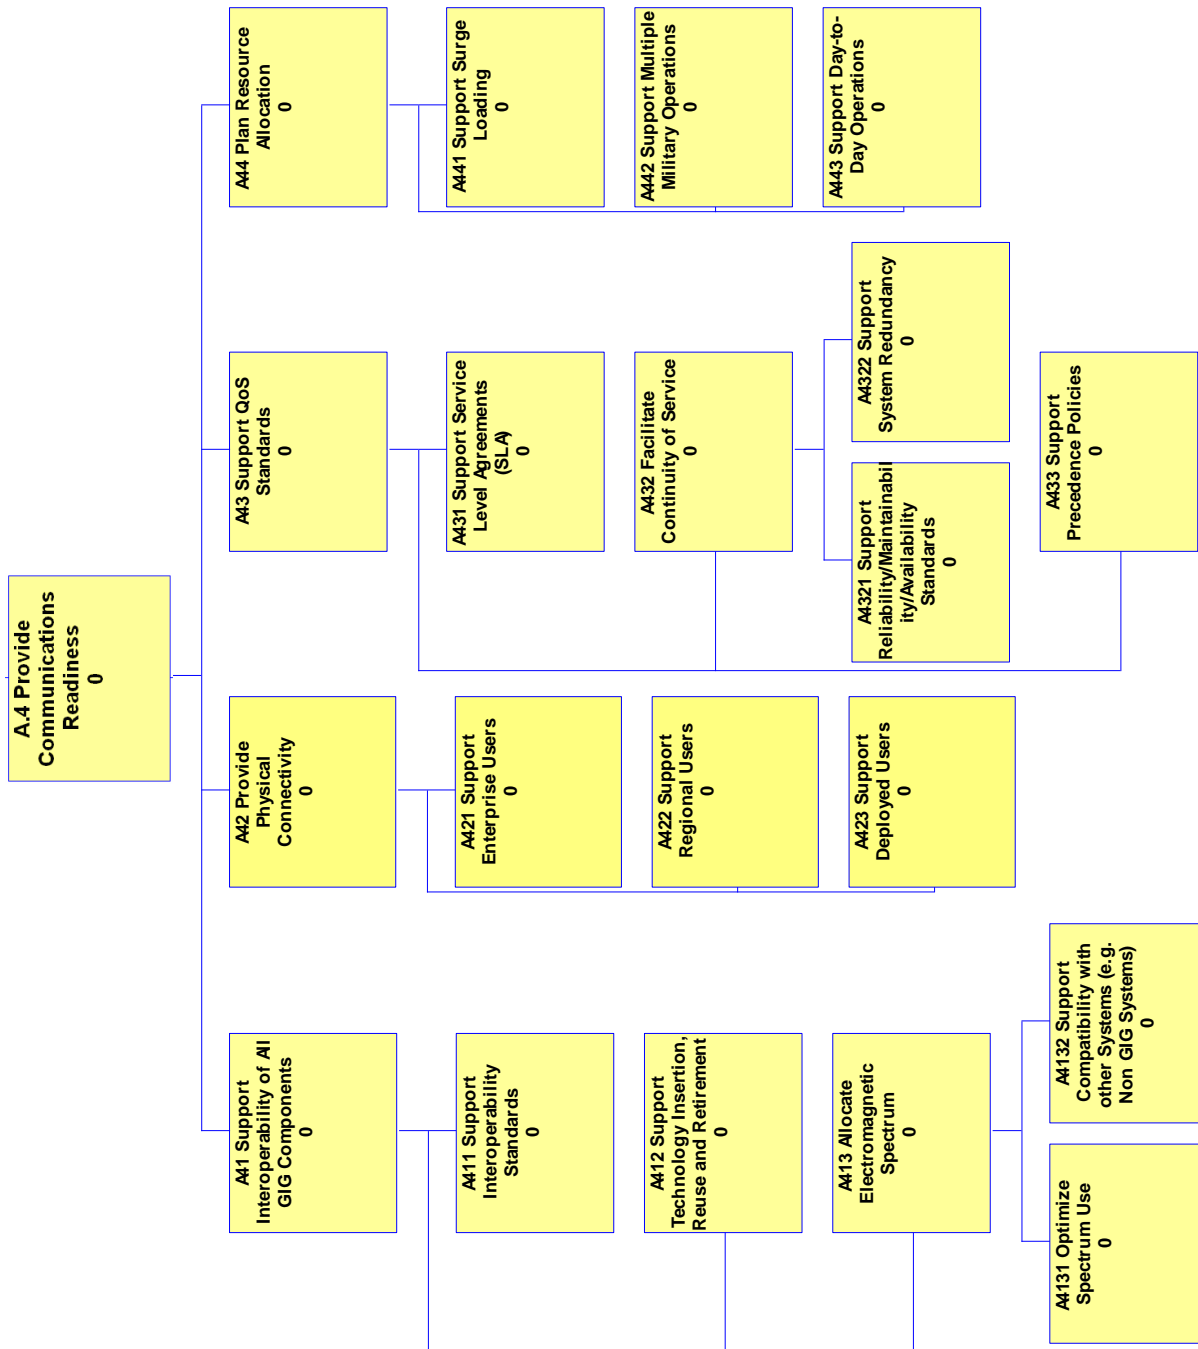 A.4 Provide
Communications
Readiness
0
A41 Support
Interoperability of All
GIG Components
0
A42 Provide
Physical
Connectivity
0
A43 Support QoS
Standards
0
A44 Plan Resource
Allocation
0
A411 Support
Interoperability
Standards
0
A421 Support
Enterprise Users
0
A431 Support Service
Level Agreements
(SLA)
0
A441 Support Surge
Loading
0
A412 Support
Technology Insertion,
Reuse and Retirement
0
A422 Support
Regional Users
0
A432 Facilitate
Continuity of Service
0
A442 Support Multiple
Military Operations
0
A413 Allocate
Electromagnetic
Spectrum
0
A423 Support
Deployed Users
0
A4321 Support
Reliability/Maintainabil
ity/Availability
Standards
0
A4322 Support
System Redundancy
0
A443 Support Day-to-
Day Operations
0
A4131 Optimize
Spectrum Use
0
A4132 Support
Compatibility with
other Systems (e.g.
Non GIG Systems)
0
A433 Support
Precedence Policies
0